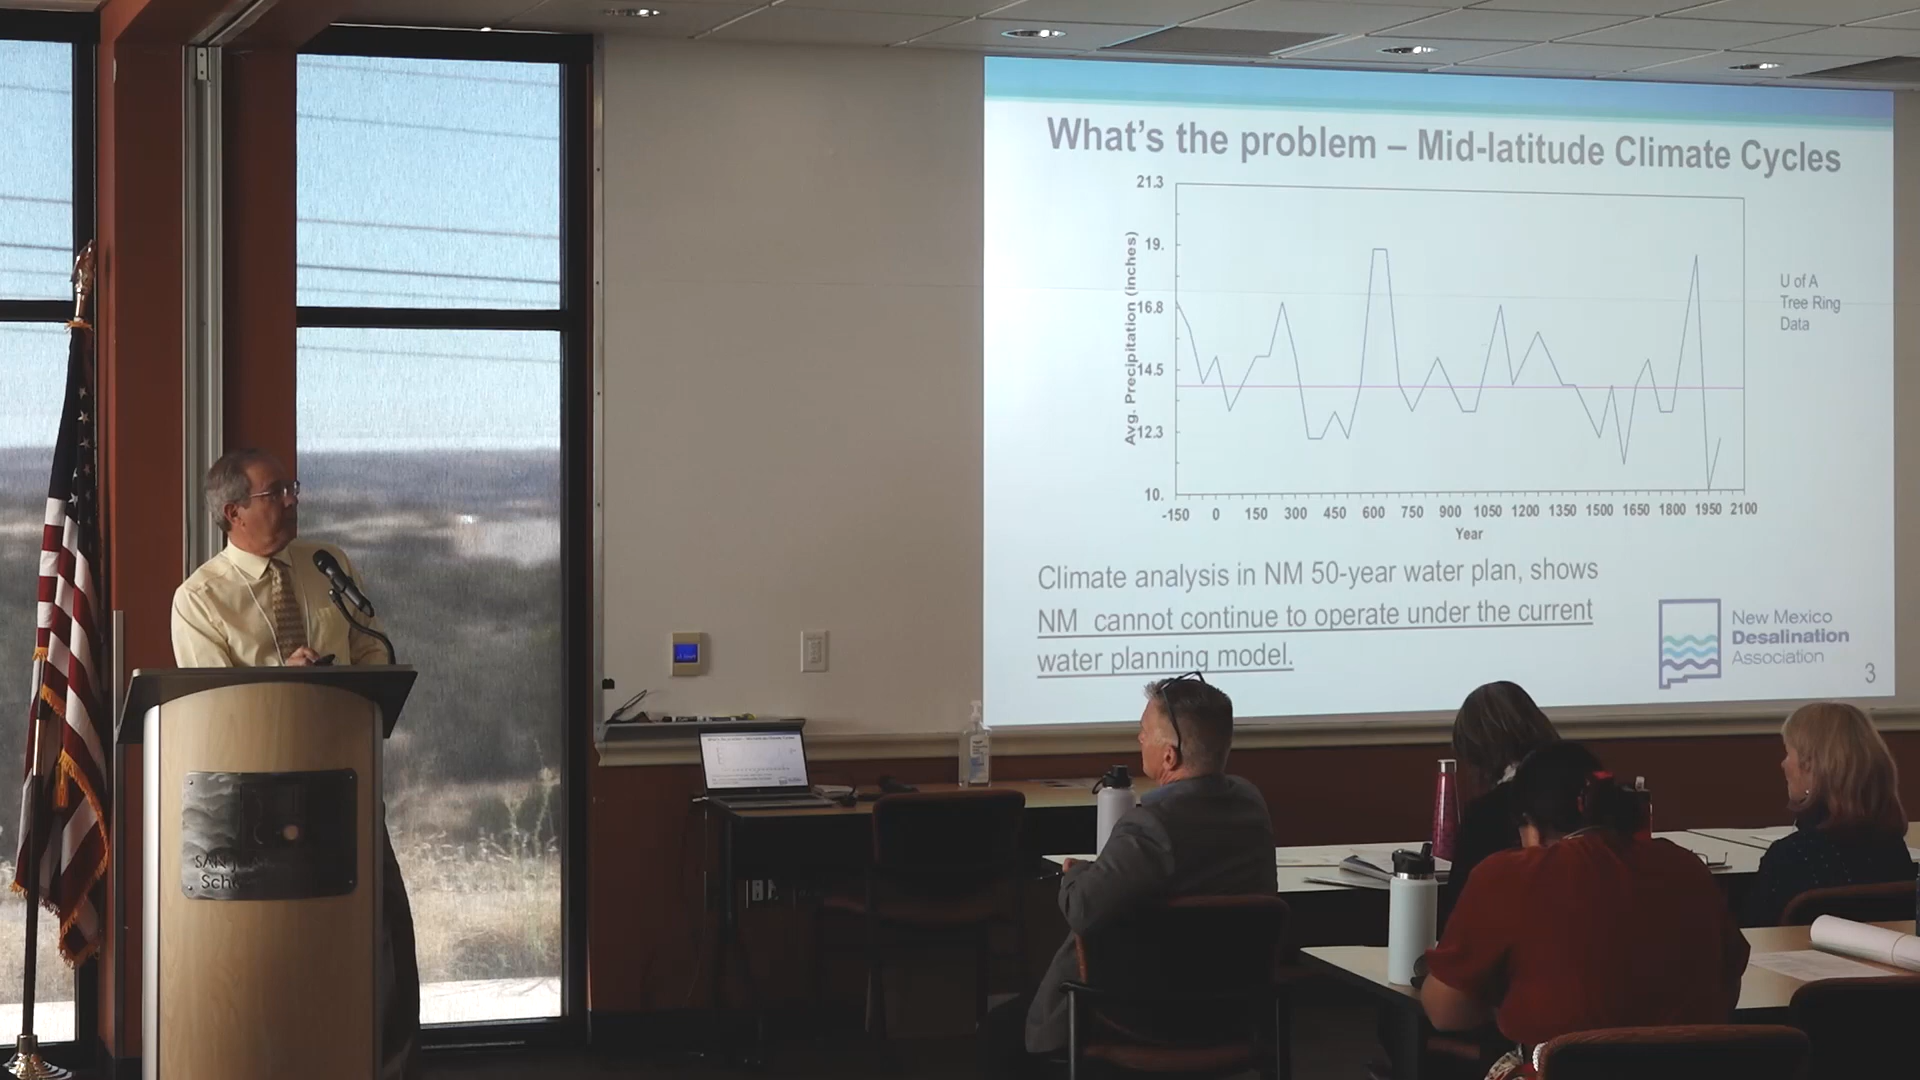 What's the problem – Mid-latitude Climate Cycles
21.3
19.
16.8
14.5
12.3
10.
Avg. Precipitation (inches)
-150 0 150 300 450 600 750 900 1050 1200 1350 1500 1650 1800 1950 2100
Year
U of A
Tree Ring
Data
Climate analysis in NM 50-year water plan, shows
NM cannot continue to operate under the current
water planning model.
New Mexico
Desalination
Association
3
SAN
Sch